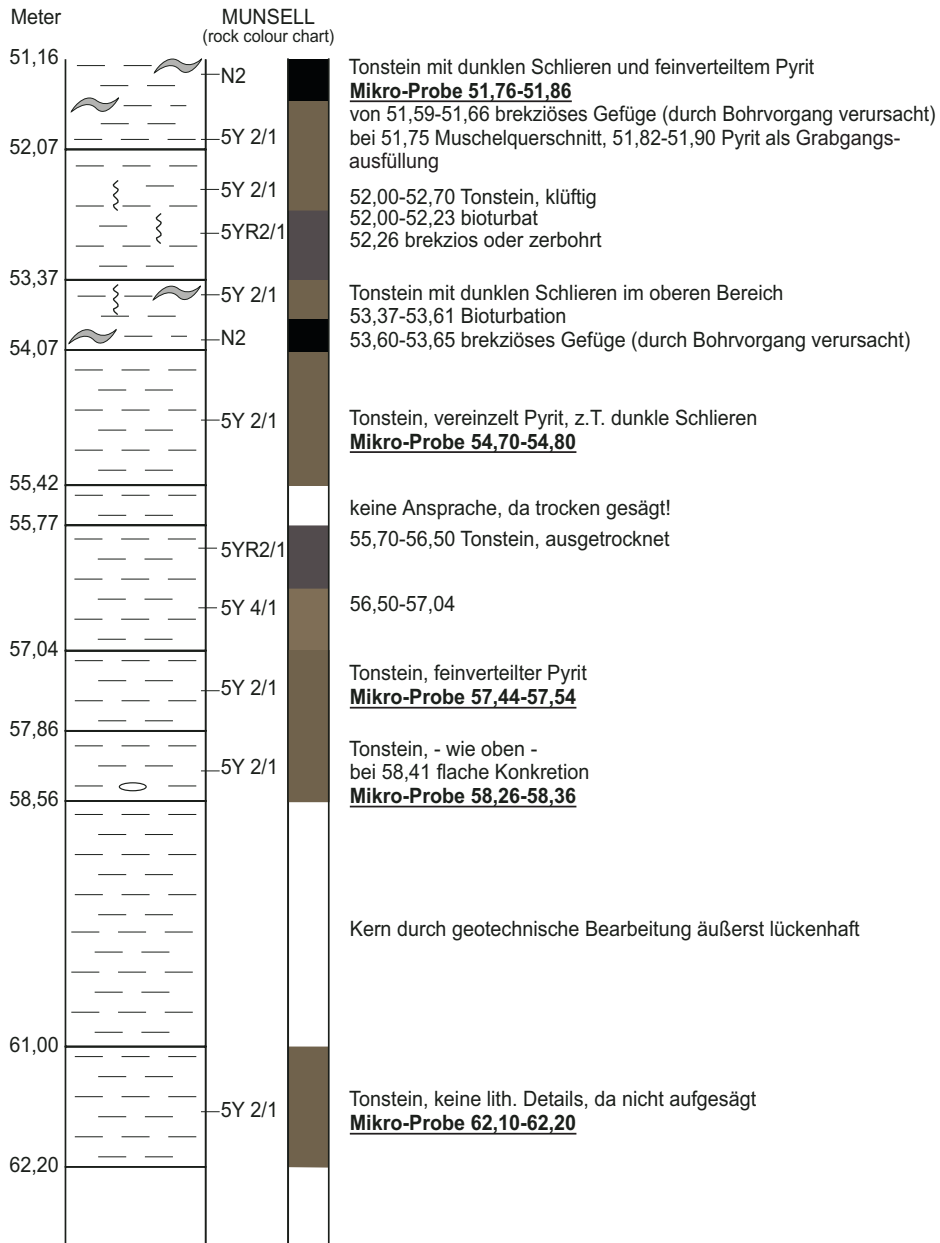 Meter
MUNSELL
(rock colour chart)
51,16
N2
Tonstein mit dunklen Schlieren und feinverteiltem Pyrit
Mikro-Probe 51,76-51,86
von 51,59-51,66 brekziöses Gefüge (durch Bohrvorgang verursacht)
5Y 2/1
bei 51,75 Muschelquerschnitt, 51,82-51,90 Pyrit als Grabgangs-
ausfüllung
52,07
5Y 2/1
52,00-52,70 Tonstein, klüftig
52,00-52,23 bioturbat
5YR2/1
52,26 brekzios oder zerbohrt
53,37
5Y 2/1
Tonstein mit dunklen Schlieren im oberen Bereich
53,37-53,61 Bioturbation
N2
53,60-53,65 brekziöses Gefüge (durch Bohrvorgang verursacht)
54,07
5Y 2/1
Tonstein, vereinzelt Pyrit, z.T. dunkle Schlieren
Mikro-Probe 54,70-54,80
55,42
keine Ansprache, da trocken gesägt!
55,77
5YR2/1
55,70-56,50 Tonstein, ausgetrocknet
5Y 4/1
56,50-57,04
57,04
Tonstein, feinverteilter Pyrit
5Y 2/1
Mikro-Probe 57,44-57,54
57,86
Tonstein, - wie oben -
5Y 2/1
bei 58,41 flache Konkretion
Mikro-Probe 58,26-58,36
58,56
Kern durch geotechnische Bearbeitung äußerst lückenhaft
61,00
5Y 2/1
Tonstein, keine lith. Details, da nicht aufgesägt
Mikro-Probe 62,10-62,20
62,20